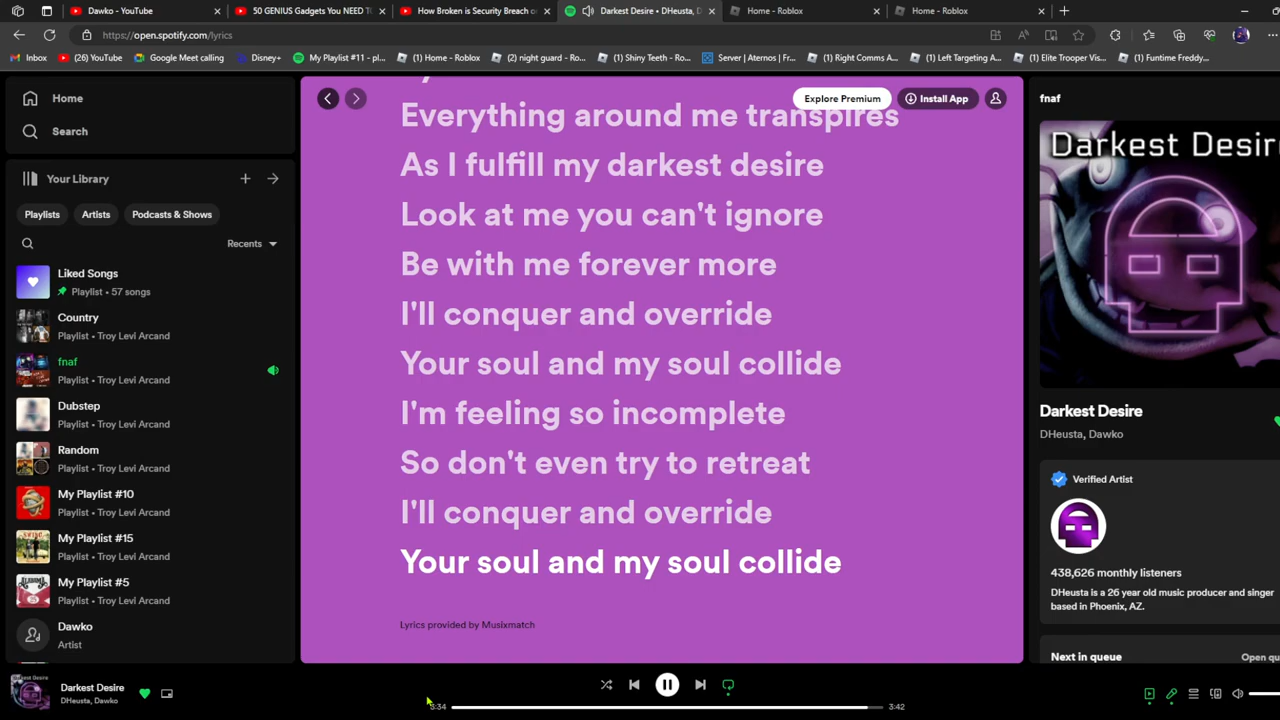 Dawko - YouTube
50 GENIUS Gadgets You NEED T
How Broken is Security Breach o
Darkest Desire • DHeusta, D
Home - Roblox
Home - Roblox
https://open.spotify.com/lyrics
Inbox
(26) YouTube
Google Meet calling
Disney+
My Playlist #11 - pl...
(1) Home - Roblox
(2) night guard - Ro...
(1) Shiny Teeth - Ro...
Server | Aternos | Fr...
(1) Right Comms A...
(1) Left Targeting A...
(1) Elite Trooper Vis...
(1) Funtime Freddy...
Home
Search
Your Library
Playlists
Artists
Podcasts & Shows
Recents
Liked Songs
Playlist • 57 songs
Country
Playlist • Troy Levi Arcand
fnaf
Playlist • Troy Levi Arcand
Dubstep
Playlist • Troy Levi Arcand
Random
Playlist • Troy Levi Arcand
My Playlist #10
Playlist • Troy Levi Arcand
My Playlist #15
Playlist • Troy Levi Arcand
My Playlist #5
Playlist • Troy Levi Arcand
Dawko
Artist
Explore Premium
Install App
Everything around me transpires
As I fulfill my darkest desire
Look at me you can't ignore
Be with me forever more
I'll conquer and override
Your soul and my soul collide
I'm feeling so incomplete
So don't even try to retreat
I'll conquer and override
Your soul and my soul collide
Lyrics provided by Musixmatch
fnaf
Darkest Desire
Darkest Desire
DHeusta, Dawko
Verified Artist
438,626 monthly listeners
DHeusta is a 26 year old music producer and singer
based in Phoenix, AZ.
Next in queue
Open qu
Darkest Desire
DHeusta, Dawko
3:34
3:42